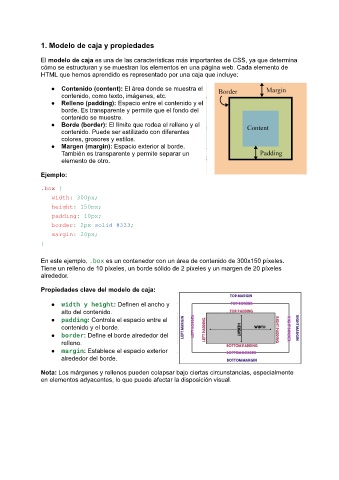 1. Modelo de caja y propiedades
El modelo de caja es una de las características más importantes de CSS, ya que determina
cómo se estructuran y se muestran los elementos en una página web. Cada elemento de
HTML que hemos aprendido es representado por una caja que incluye:
● Contenido (content): El área donde se muestra el
contenido, como texto, imágenes, etc.
● Relleno (padding): Espacio entre el contenido y el
borde. Es transparente y permite que el fondo del
contenido se muestre.
● Borde (border): El límite que rodea el relleno y el
contenido. Puede ser estilizado con diferentes
colores, grosores y estilos.
● Margen (margin): Espacio exterior al borde.
También es transparente y permite separar un
elemento de otro.
Border
Margin
Content
Padding
Ejemplo:
.box {
width: 300px;
height: 150px;
padding: 10px;
border: 2px solid #333;
margin: 20px;
}
En este ejemplo, .box es un contenedor con un área de contenido de 300x150 píxeles.
Tiene un relleno de 10 píxeles, un borde sólido de 2 píxeles y un margen de 20 píxeles
alrededor.
Propiedades clave del modelo de caja:
● width y height: Definen el ancho y
alto del contenido.
● padding: Controla el espacio entre el
contenido y el borde.
● border: Define el borde alrededor del
relleno.
● margin: Establece el espacio exterior
alrededor del borde.
TOP MARGIN
TOP BORDER
TOP PADDING
LEFT MARGIN
LEFT BORDER
LEFT PADDING
HEIGHT
WIDTH
RIGHT PADDING
RIGHT BORDER
RIGHT MARGIN
BOTTOM PADDING
BOTTOM BORDER
BOTTOM MARGIN
Nota: Los márgenes y rellenos pueden colapsar bajo ciertas circunstancias, especialmente
en elementos adyacentes, lo que puede afectar la disposición visual.